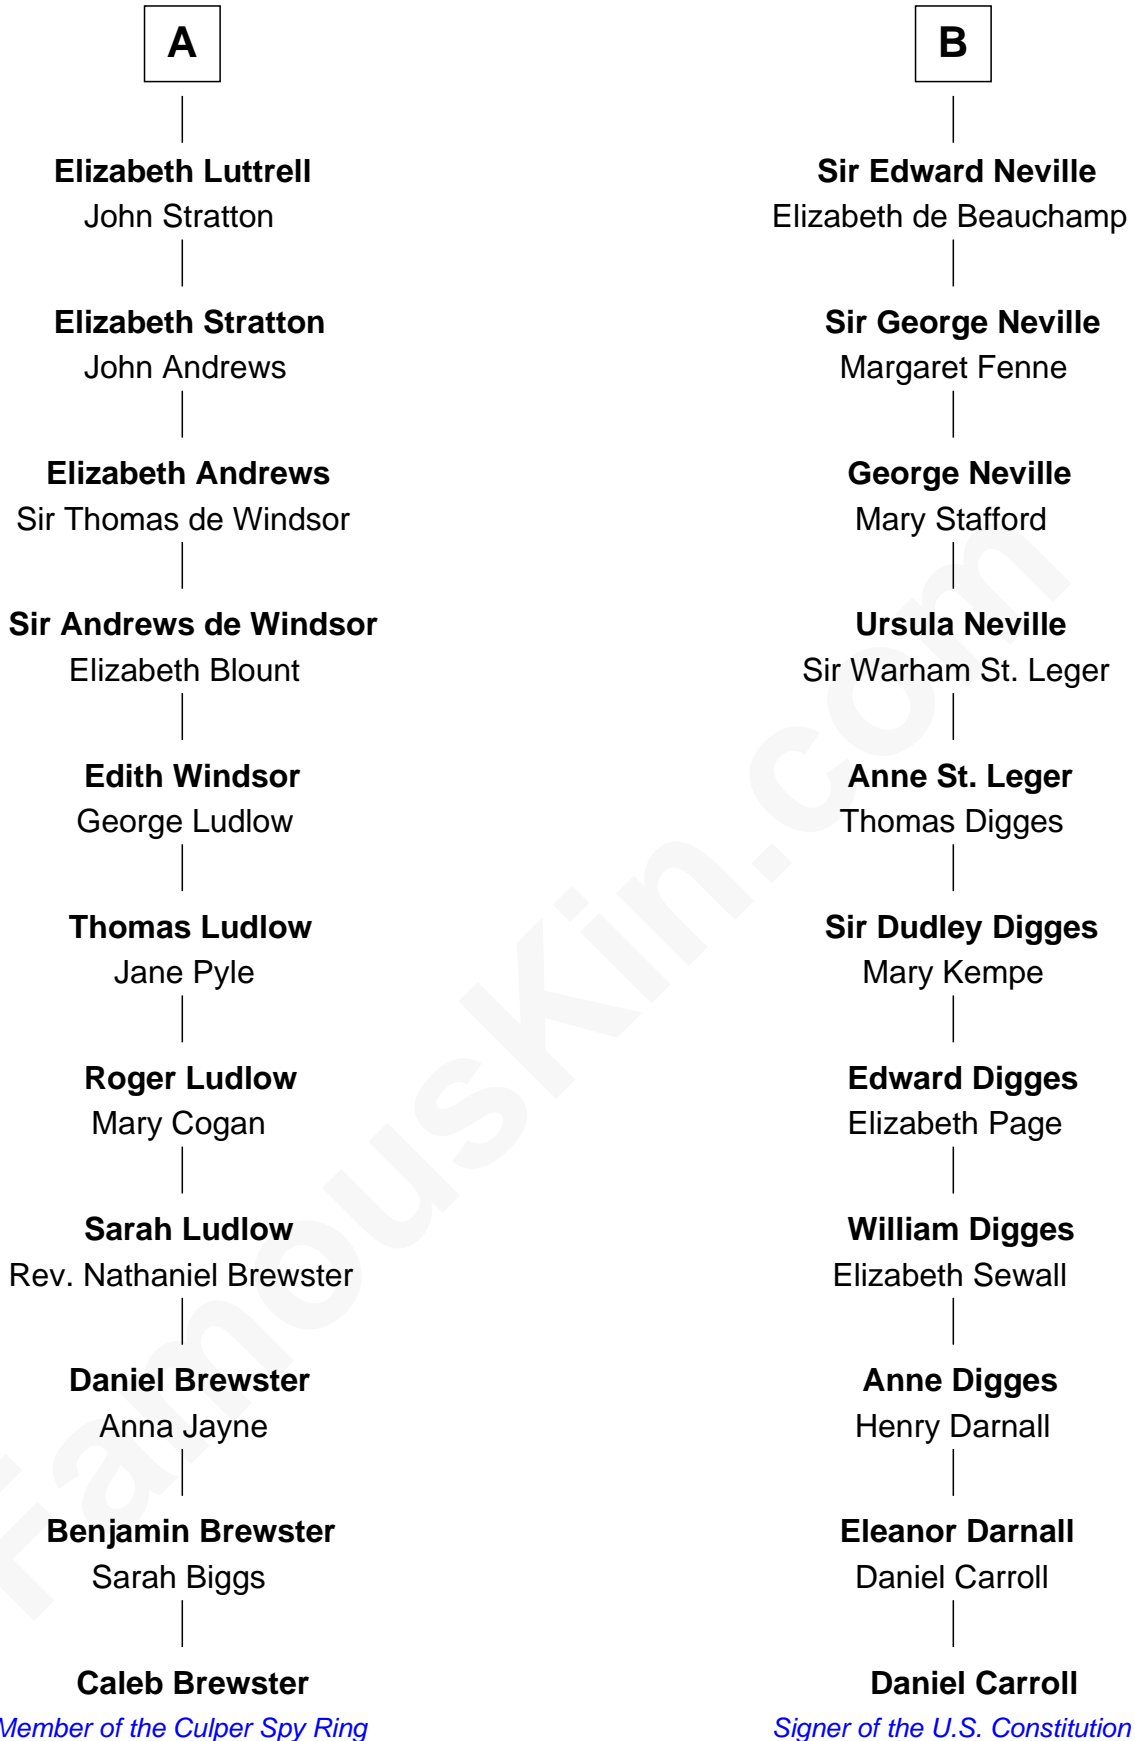 A
Elizabeth Luttrell
John Stratton
Elizabeth Stratton
John Andrews
Elizabeth Andrews
Sir Thomas de Windsor
Sir Andrews de Windsor
Elizabeth Blount
Edith Windsor
George Ludlow
Thomas Ludlow
Jane Pyle
Roger Ludlow
Mary Cogan
Sarah Ludlow
Rev. Nathaniel Brewster
Daniel Brewster
Anna Jayne
Benjamin Brewster
Sarah Biggs
Caleb Brewster
Member of the Culper Spy Ring
B
Sir Edward Neville
Elizabeth de Beauchamp
Sir George Neville
Margaret Fenne
George Neville
Mary Stafford
Ursula Neville
Sir Warham St. Leger
Anne St. Leger
Thomas Digges
Sir Dudley Digges
Mary Kempe
Edward Digges
Elizabeth Page
William Digges
Elizabeth Sewall
Anne Digges
Henry Darnall
Eleanor Darnall
Daniel Carroll
Daniel Carroll
Signer of the U.S. Constitution
FamousKin.com